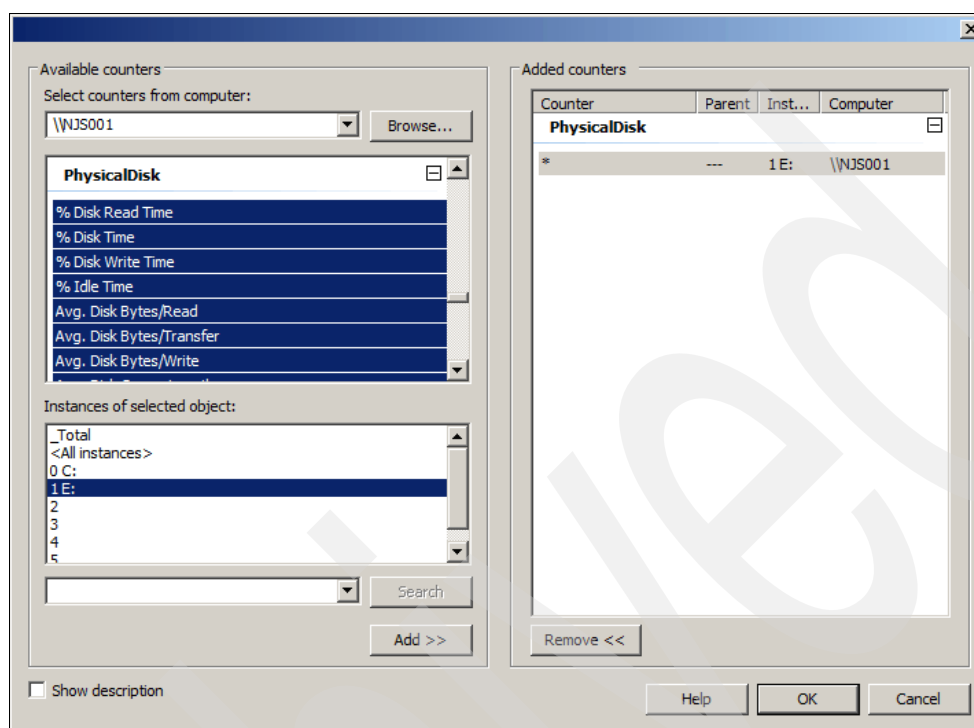 Available counters
Select counters from computer:
\\NJS001
Browse...
PhysicalDisk
% Disk Read Time
% Disk Time
% Disk Write Time
% Idle Time
Avg. Disk Bytes/Read
Avg. Disk Bytes/Transfer
Avg. Disk Bytes/Write
Instances of selected object:
_Total
<All instances>
0 C:
1 E:
2
3
4
5
Search
Add >>
Show description
Added counters
Counter Parent Inst... Computer
PhysicalDisk
* --- 1 E: \\NJS001
Remove <<
Help OK Cancel